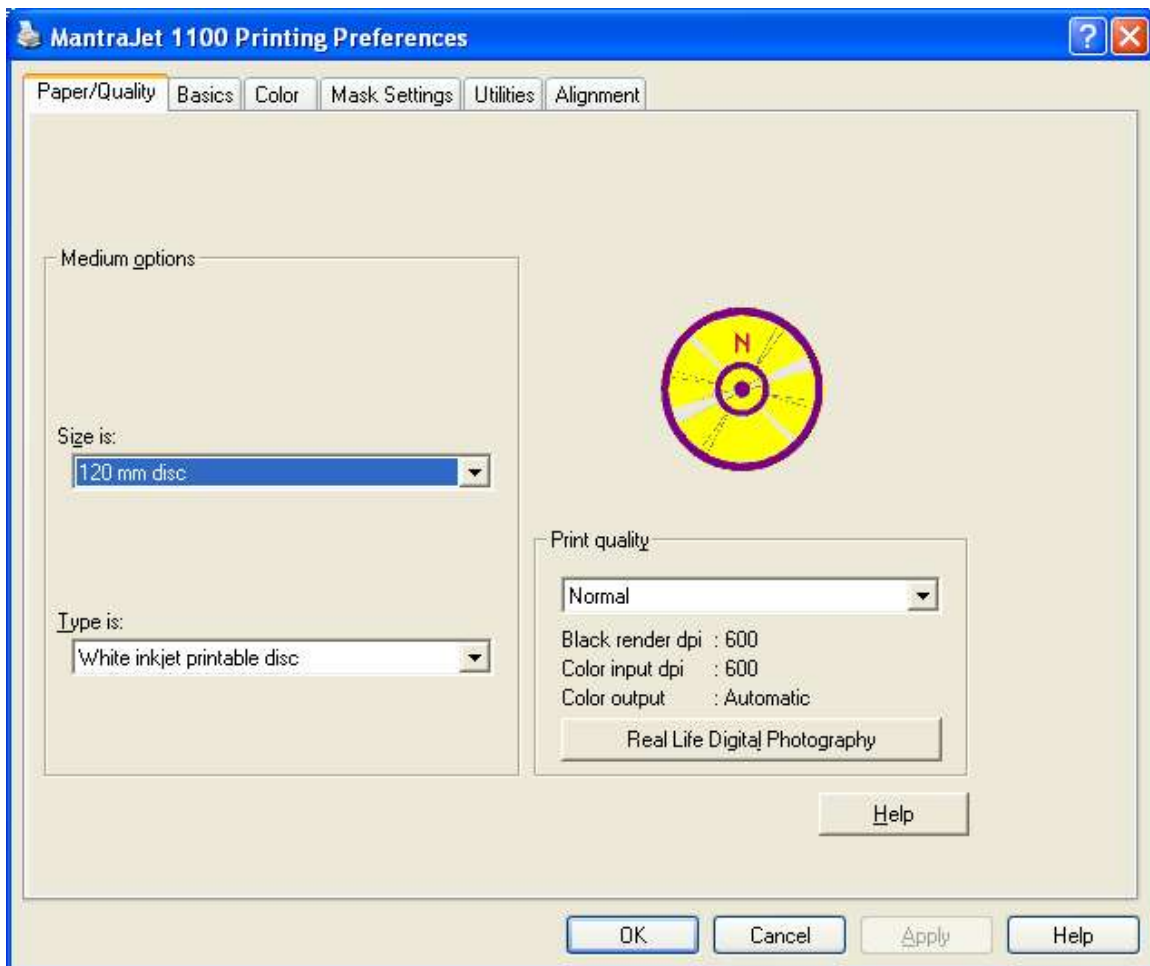 MantraJet 1100 Printing Preferences
Paper/Quality Basics Color Mask Settings Utilities Alignment
Medium options
N
Size is:
120 mm disc
Print quality
Normal
Type is:
White inkjet printable disc
Black render dpi : 600
Color input dpi : 600
Color output : Automatic
Real Life Digital Photography
Help
OK Cancel Apply Help